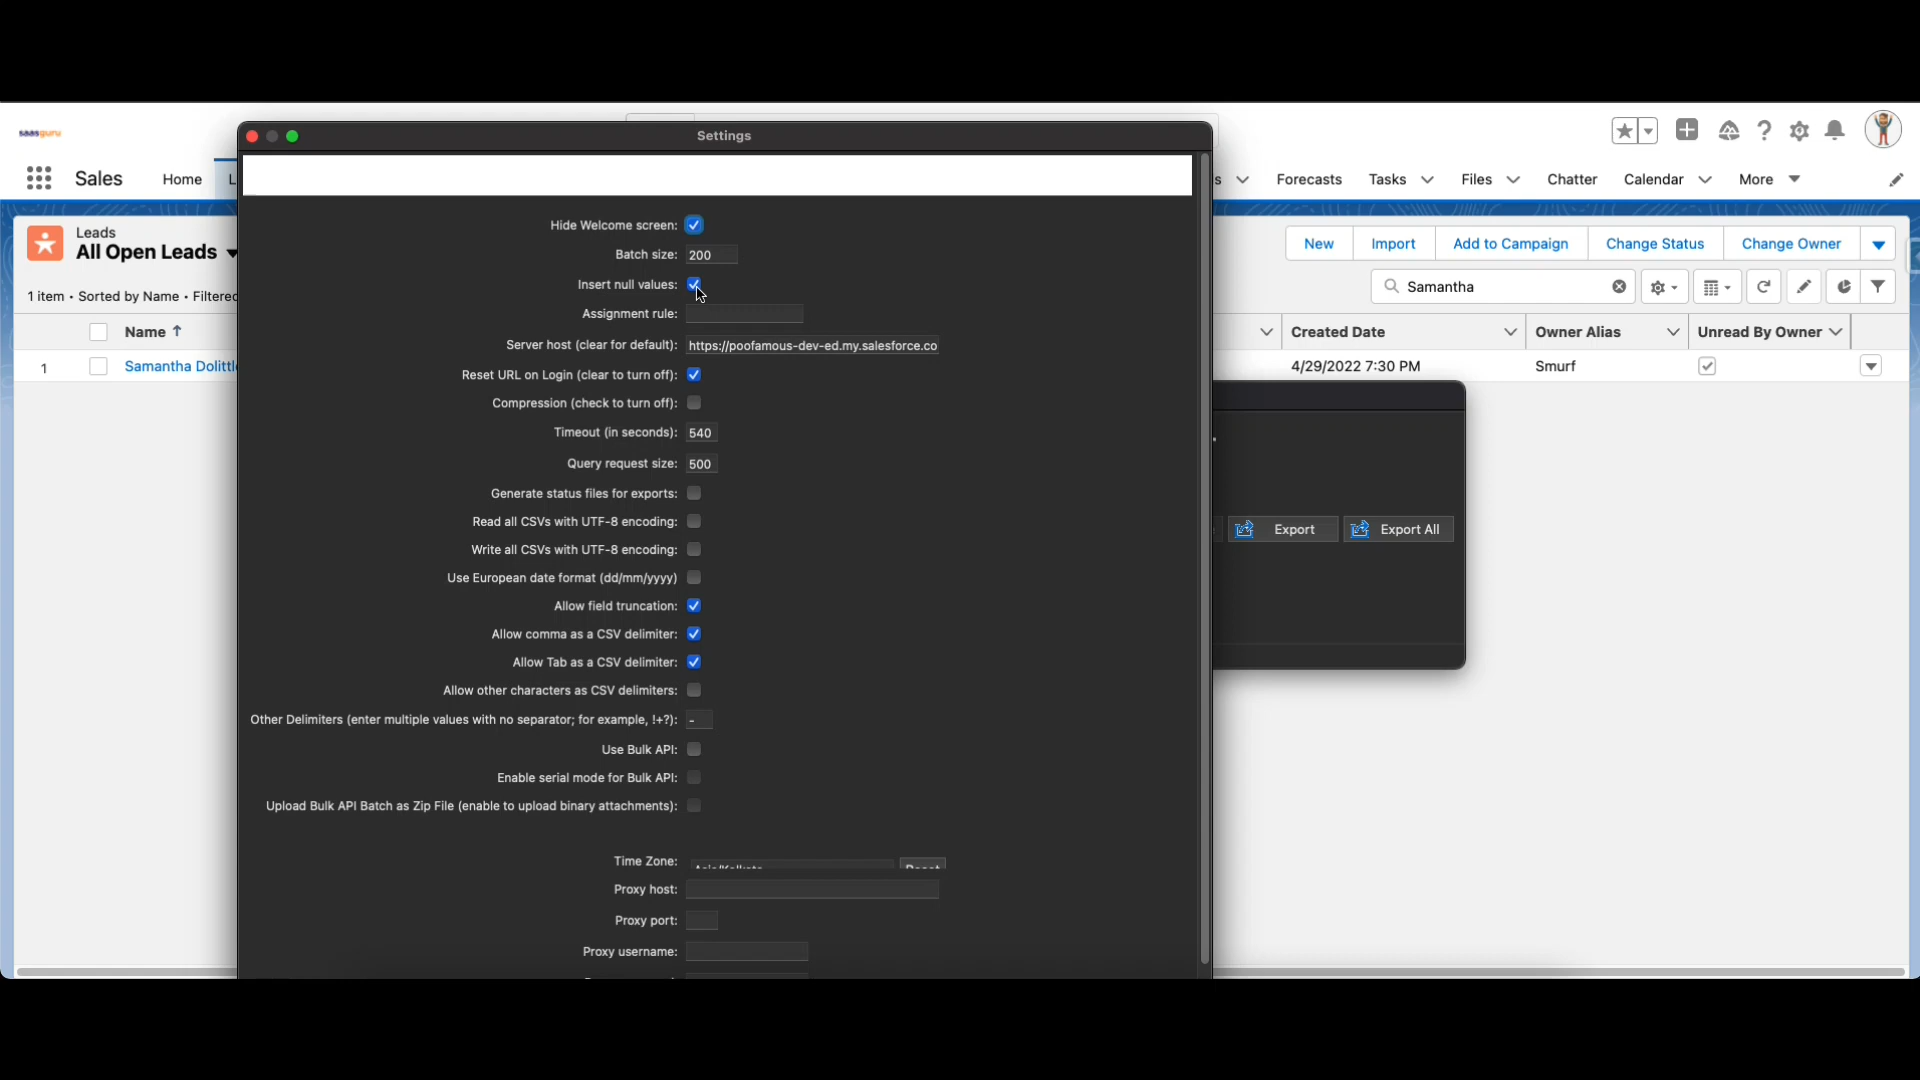 saasguru
Settings
Sales
Home
L
s
Forecasts
Tasks
Files
Chatter
Calendar
More
Leads
All Open Leads
1 item • Sorted by Name • Filtered
New
Import
Add to Campaign
Change Status
Change Owner
Samantha
Name
Created Date
Owner Alias
Unread By Owner
1
Samantha Dolittle
4/29/2022 7:30 PM
Smurf
Hide Welcome screen:
Batch size: 200
Insert null values:
Assignment rule:
Server host (clear for default): https://poofamous-dev-ed.my.salesforce.co
Reset URL on Login (clear to turn off):
Compression (check to turn off):
Timeout (in seconds): 540
Query request size: 500
Generate status files for exports:
Read all CSVs with UTF-8 encoding:
Write all CSVs with UTF-8 encoding:
Use European date format (dd/mm/yyyy)
Allow field truncation:
Allow comma as a CSV delimiter:
Allow Tab as a CSV delimiter:
Allow other characters as CSV delimiters:
Other Delimiters (enter multiple values with no separator; for example, !+?): -
Use Bulk API:
Enable serial mode for Bulk API:
Upload Bulk API Batch as Zip File (enable to upload binary attachments):
Time Zone: Asia/Kolkata Reset
Proxy host:
Proxy port:
Proxy username:
Export
Export All